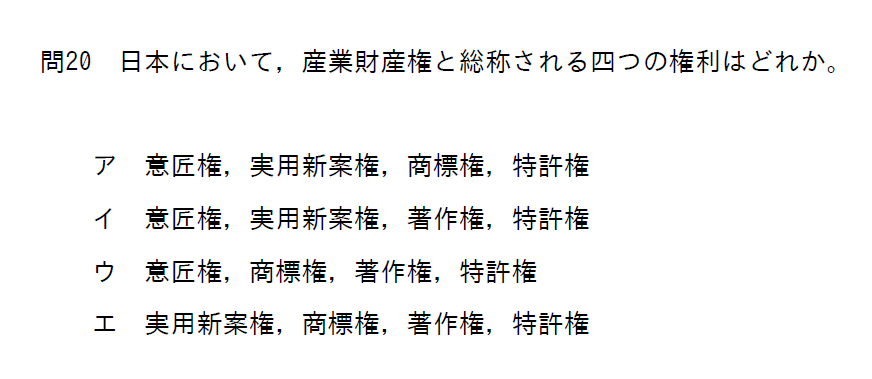 問20　日本において，産業財産権と総称される四つの権利はどれか。
ア　意匠権，実用新案権，商標権，特許権
イ　意匠権，実用新案権，著作権，特許権
ウ　意匠権，商標権，著作権，特許権
エ　実用新案権，商標権，著作権，特許権